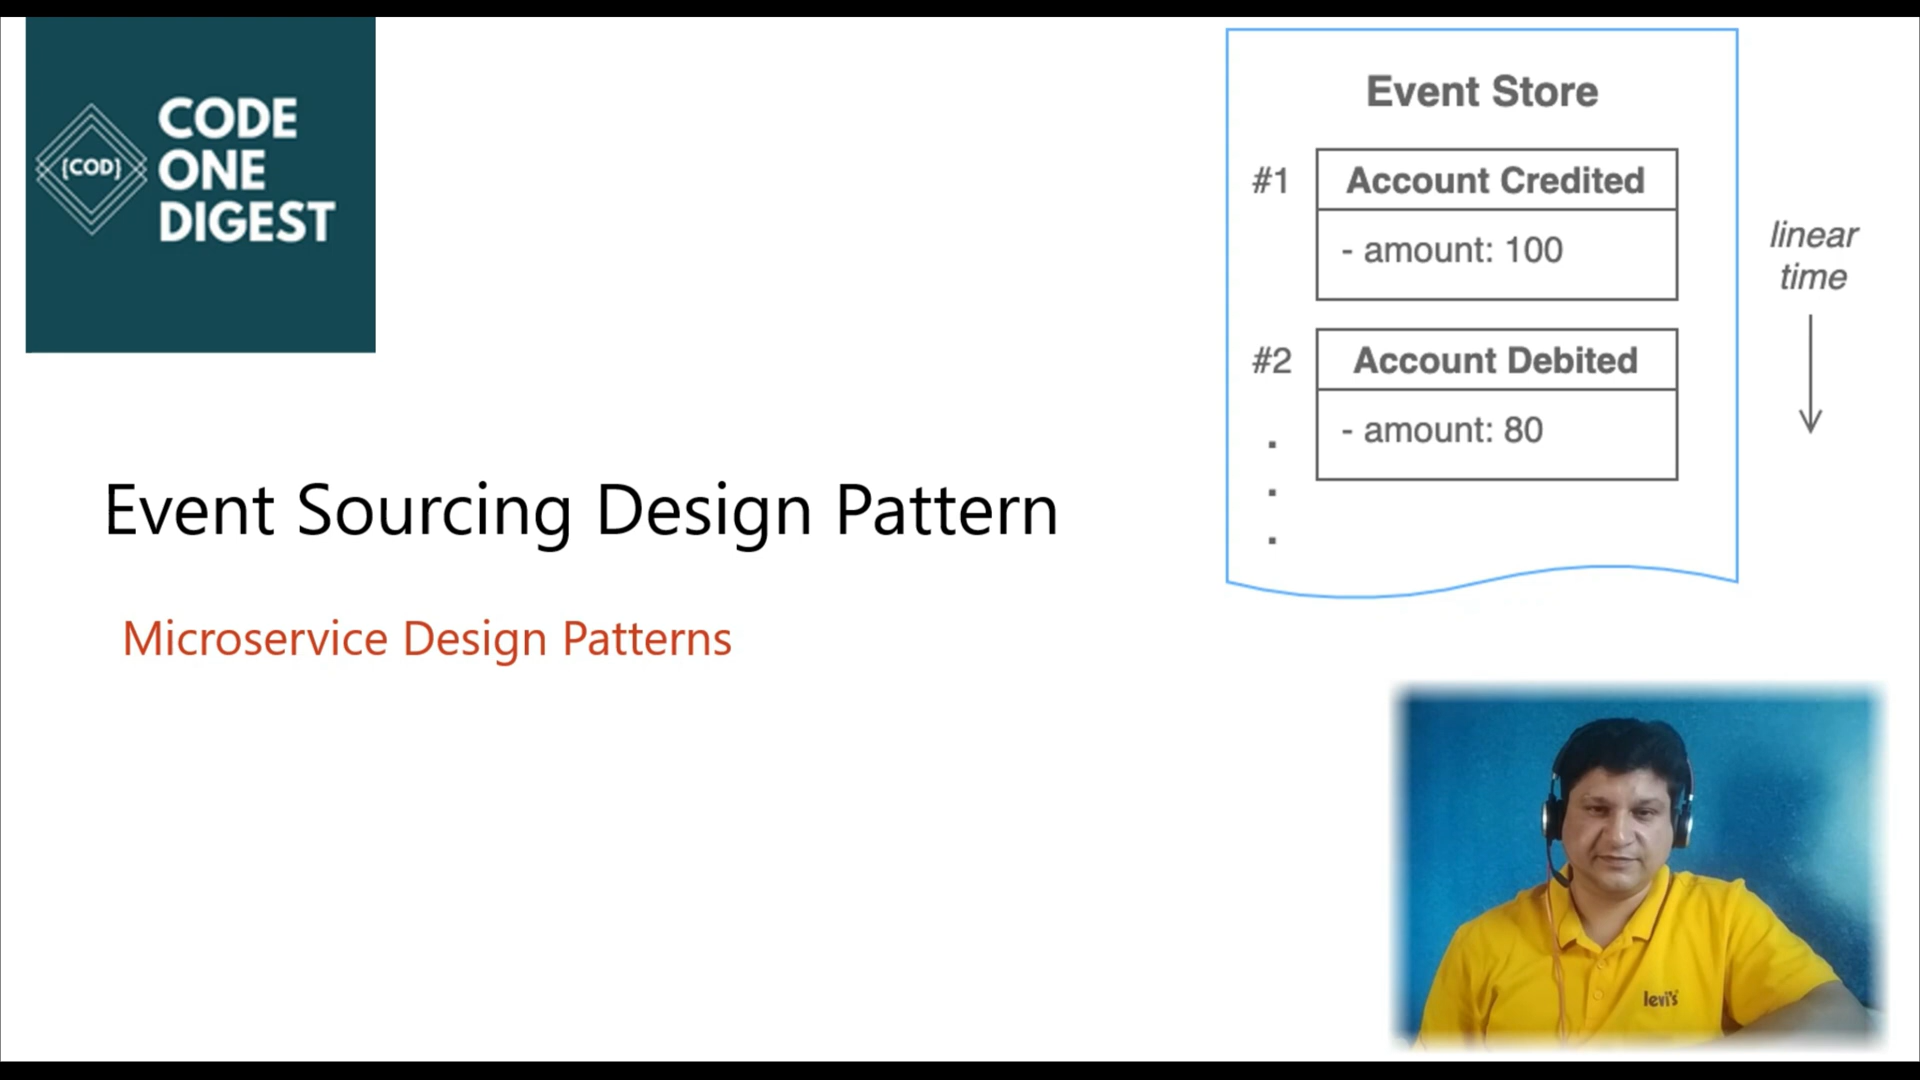 {COD}
CODE
ONE
DIGEST
Event Sourcing Design Pattern
Microservice Design Patterns
Event Store
#1
Account Credited
- amount: 100
#2
Account Debited
- amount: 80
linear
time
levi's